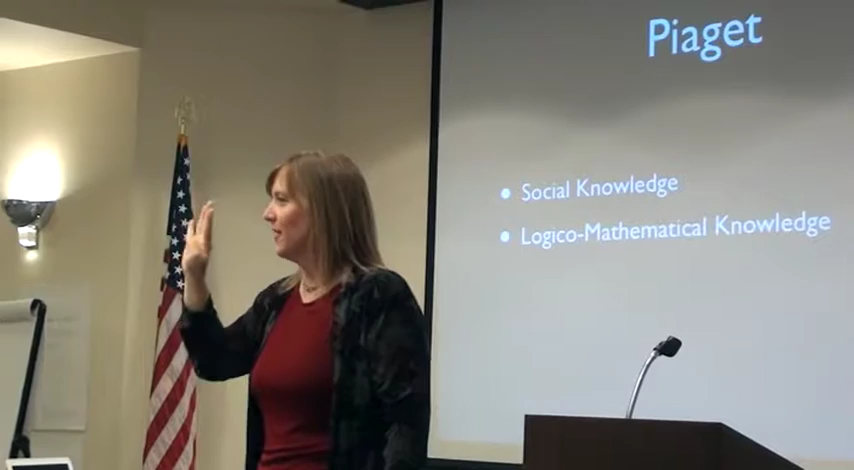 Piaget
• Social Knowledge
• Logico-Mathematical Knowledge